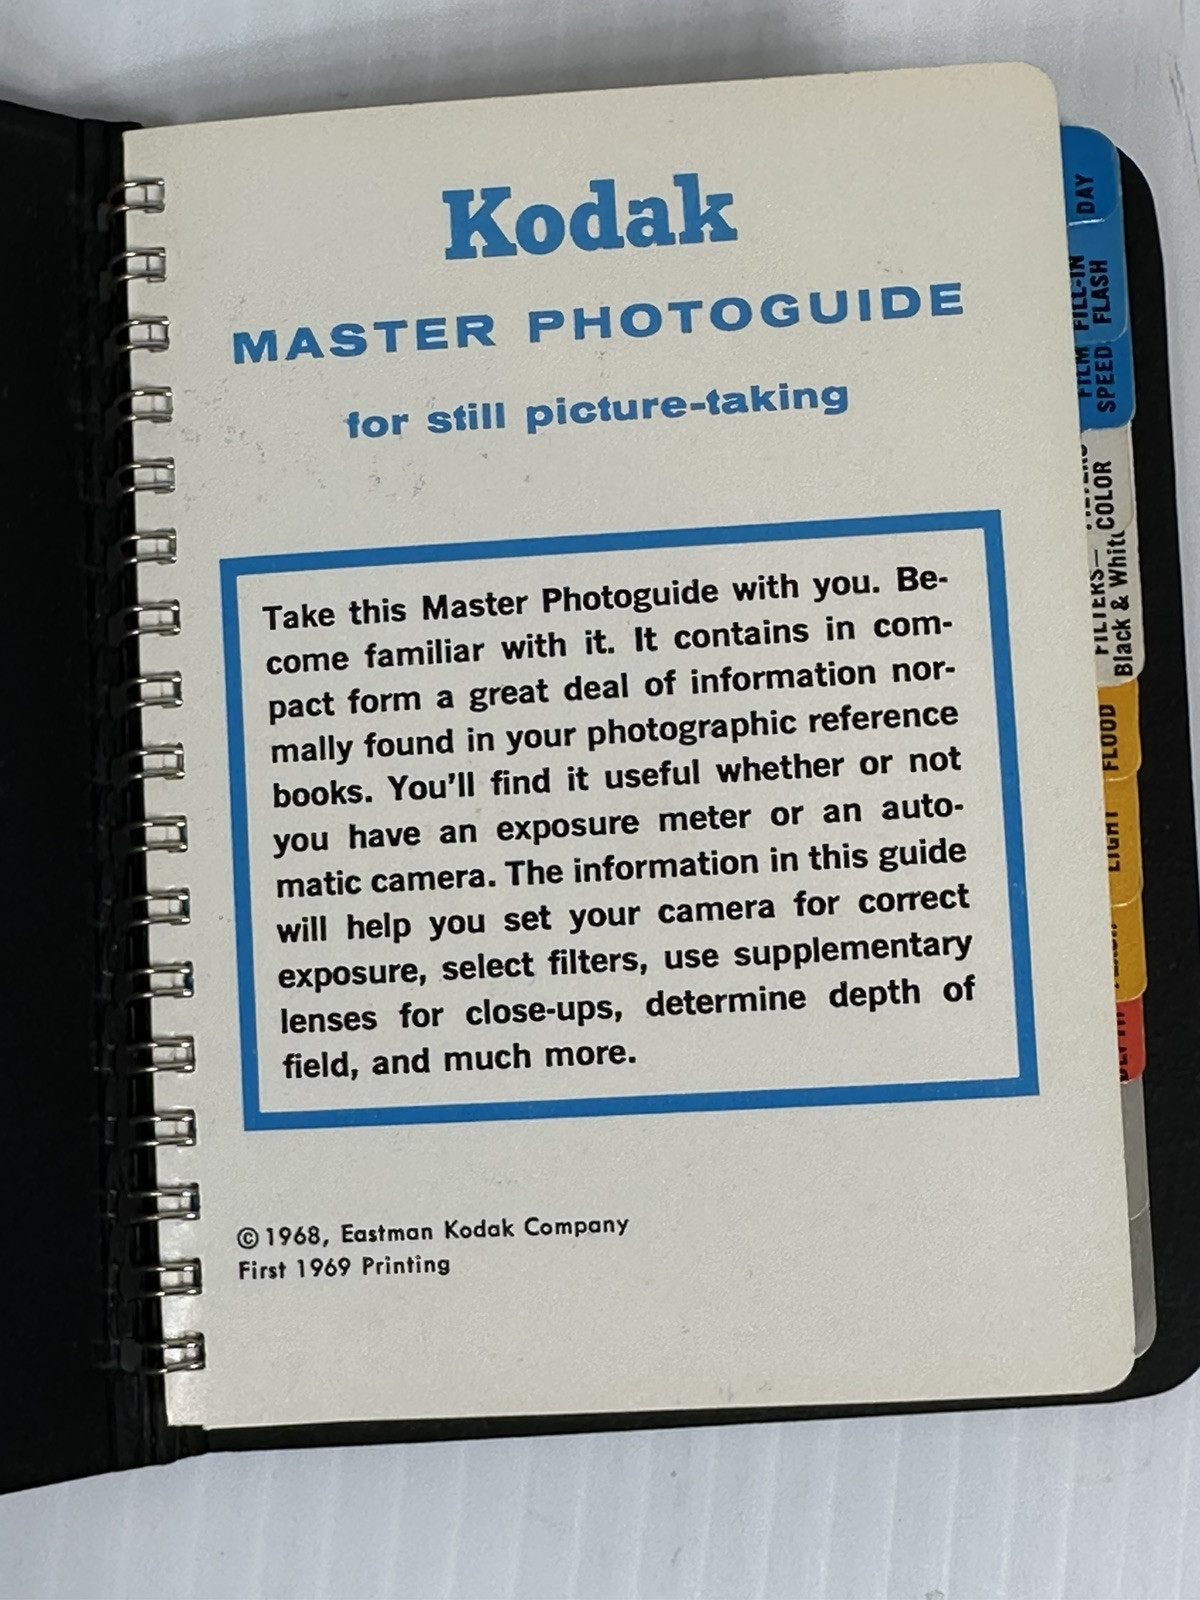 Kodak
MASTER PHOTOGUIDE
for still picture-taking
Take this Master Photoguide with you. Be-
come familiar with it. It contains in com-
pact form a great deal of information nor-
mally found in your photographic reference
books. You'll find it useful whether or not
you have an exposure meter or an auto-
matic camera. The information in this guide
will help you set your camera for correct
exposure, select filters, use supplementary
lenses for close-ups, determine depth of
field, and much more.
© 1968, Eastman Kodak Company
First 1969 Printing
DAY
FILL-IN
FLASH
FILM
SPEED
COLOR
FILTERS—
Black & White
FLOOD
LIGHT